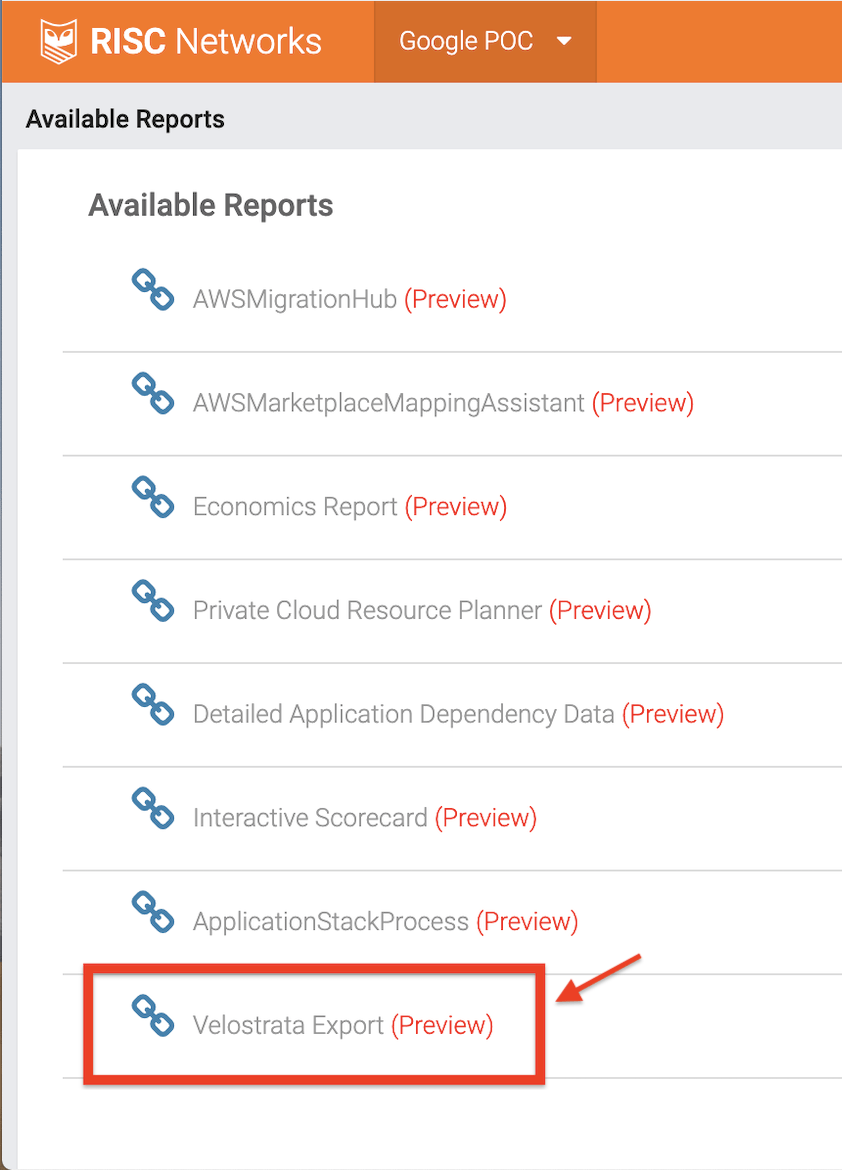 RISC Networks
Google POC
Available Reports
Available Reports
AWSMigrationHub (Preview)
AWSMarketplaceMappingAssistant (Preview)
Economics Report (Preview)
Private Cloud Resource Planner (Preview)
Detailed Application Dependency Data (Preview)
Interactive Scorecard (Preview)
ApplicationStackProcess (Preview)
Velostrata Export (Preview)